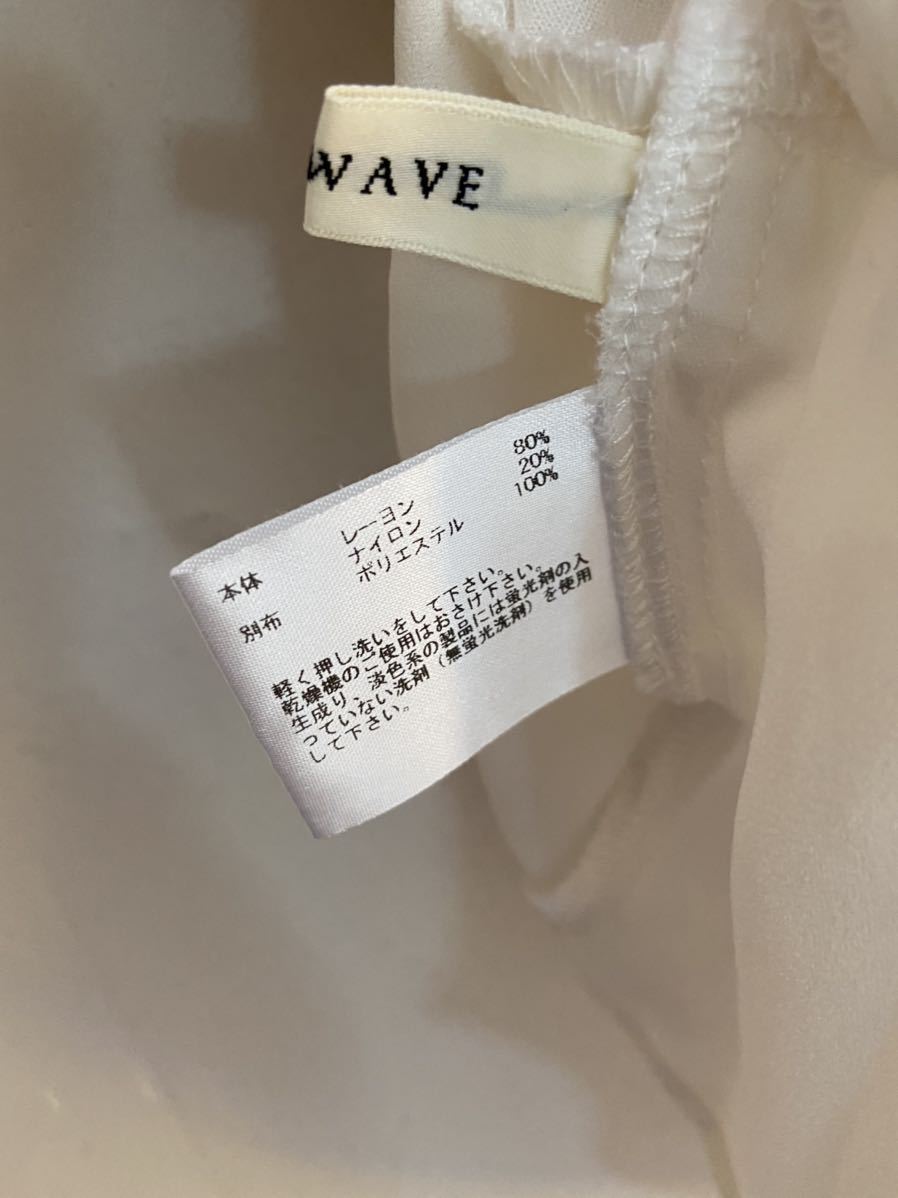 WAVE
本体 レーヨン 80%
ナイロン 20%
別布 ポリエステル 100%
軽く押し洗いをして下さい。
乾燥機のご使用はおさけ下さい。
生成り、淡色系の製品には蛍光剤の入
っていない洗剤（無蛍光洗剤）を使用
して下さい。